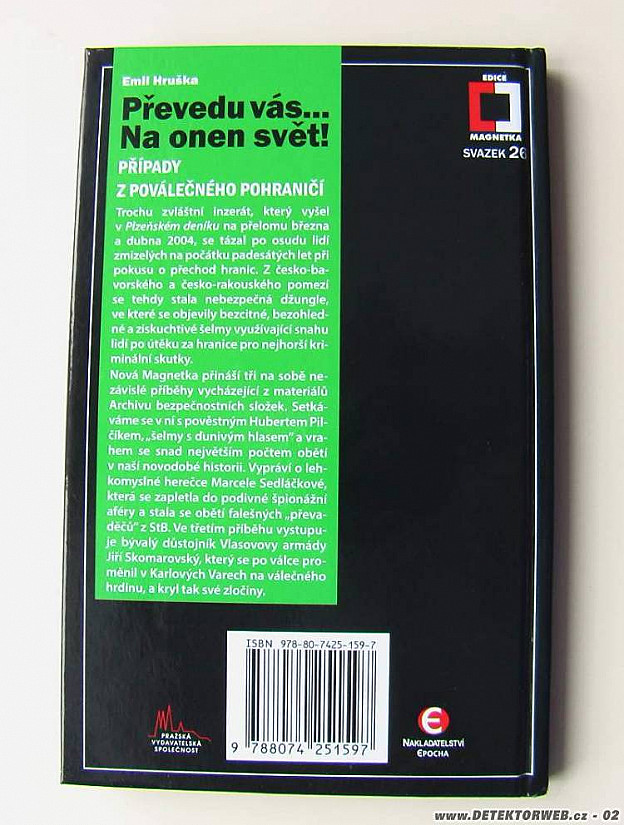 Emil Hruška
Převedu vás...
Na onen svět!
PŘÍPADY
Z POVÁLEČNÉHO POHRANIČÍ
Trochu zvláštní inzerát, který vyšel
v Plzeňském deníku na přelomu března
a dubna 2004, se tázal po osudu lidí
zmizelých na počátku padesátých let při
pokusu o přechod hranic. Z česko-ba-
vorského a česko-rakouského pomezí
se tehdy stala nebezpečná džungle,
ve které se objevily bezcitné, bezohled-
né a ziskuchtivé šelmy využívající snahu
lidí po útěku za hranice pro nejhorší kri-
minální skutky.
Nová Magnetka přináší tři na sobě ne-
závislé příběhy vycházející z materiálů
Archivu bezpečnostních složek. Setká-
váme se v ní s pověstným Hubertem Pil-
číkem, „šelmy s dunivým hlasem" a vra-
hem se snad největším počtem obětí
v naší novodobé historii. Vypráví o leh-
komyslné herečce Marcele Sedláčkové,
která se zapletla do podivné špionážní
aféry a stala se obětí falešných „převa-
děčů" z StB. Ve třetím příběhu vystupu-
je bývalý důstojník Vlasovovy armády
Jiří Skomarovský, který se po válce pro-
měnil v Karlových Varech na válečného
hrdinu, a kryl tak své zločiny.
EDICE
MAGNETKA
SVAZEK 26
ISBN 978-80-7425-159-7
9 788074 251597
PRAŽSKÁ
VYDAVATELSKÁ
SPOLEČNOST
NAKLADATELSTVÍ
EPOCHA
www.DETEKTORWEB.cz - 02